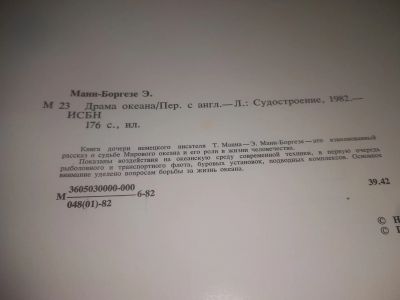 Манн-Боргезе Э.
М 23 Драма океана/Пер. с англ.—Л.: Судостроение, 1982.—
ИСБН
176 с., ил.
Книга дочери немецкого писателя Т. Манна—Э. Манн-Боргезе—это взволнованный
рассказ о судьбе Мирового океана и его роли в жизни человечества.
Показаны воздействия на океанскую среду современной техники, в первую очередь
рыболовного и транспортного флота, буровых установок, подводных комплексов. Основное
внимание уделено вопросам борьбы за жизнь океана.
М 3605030000-000 6-82 39.42
048(01)-82
© Н
©